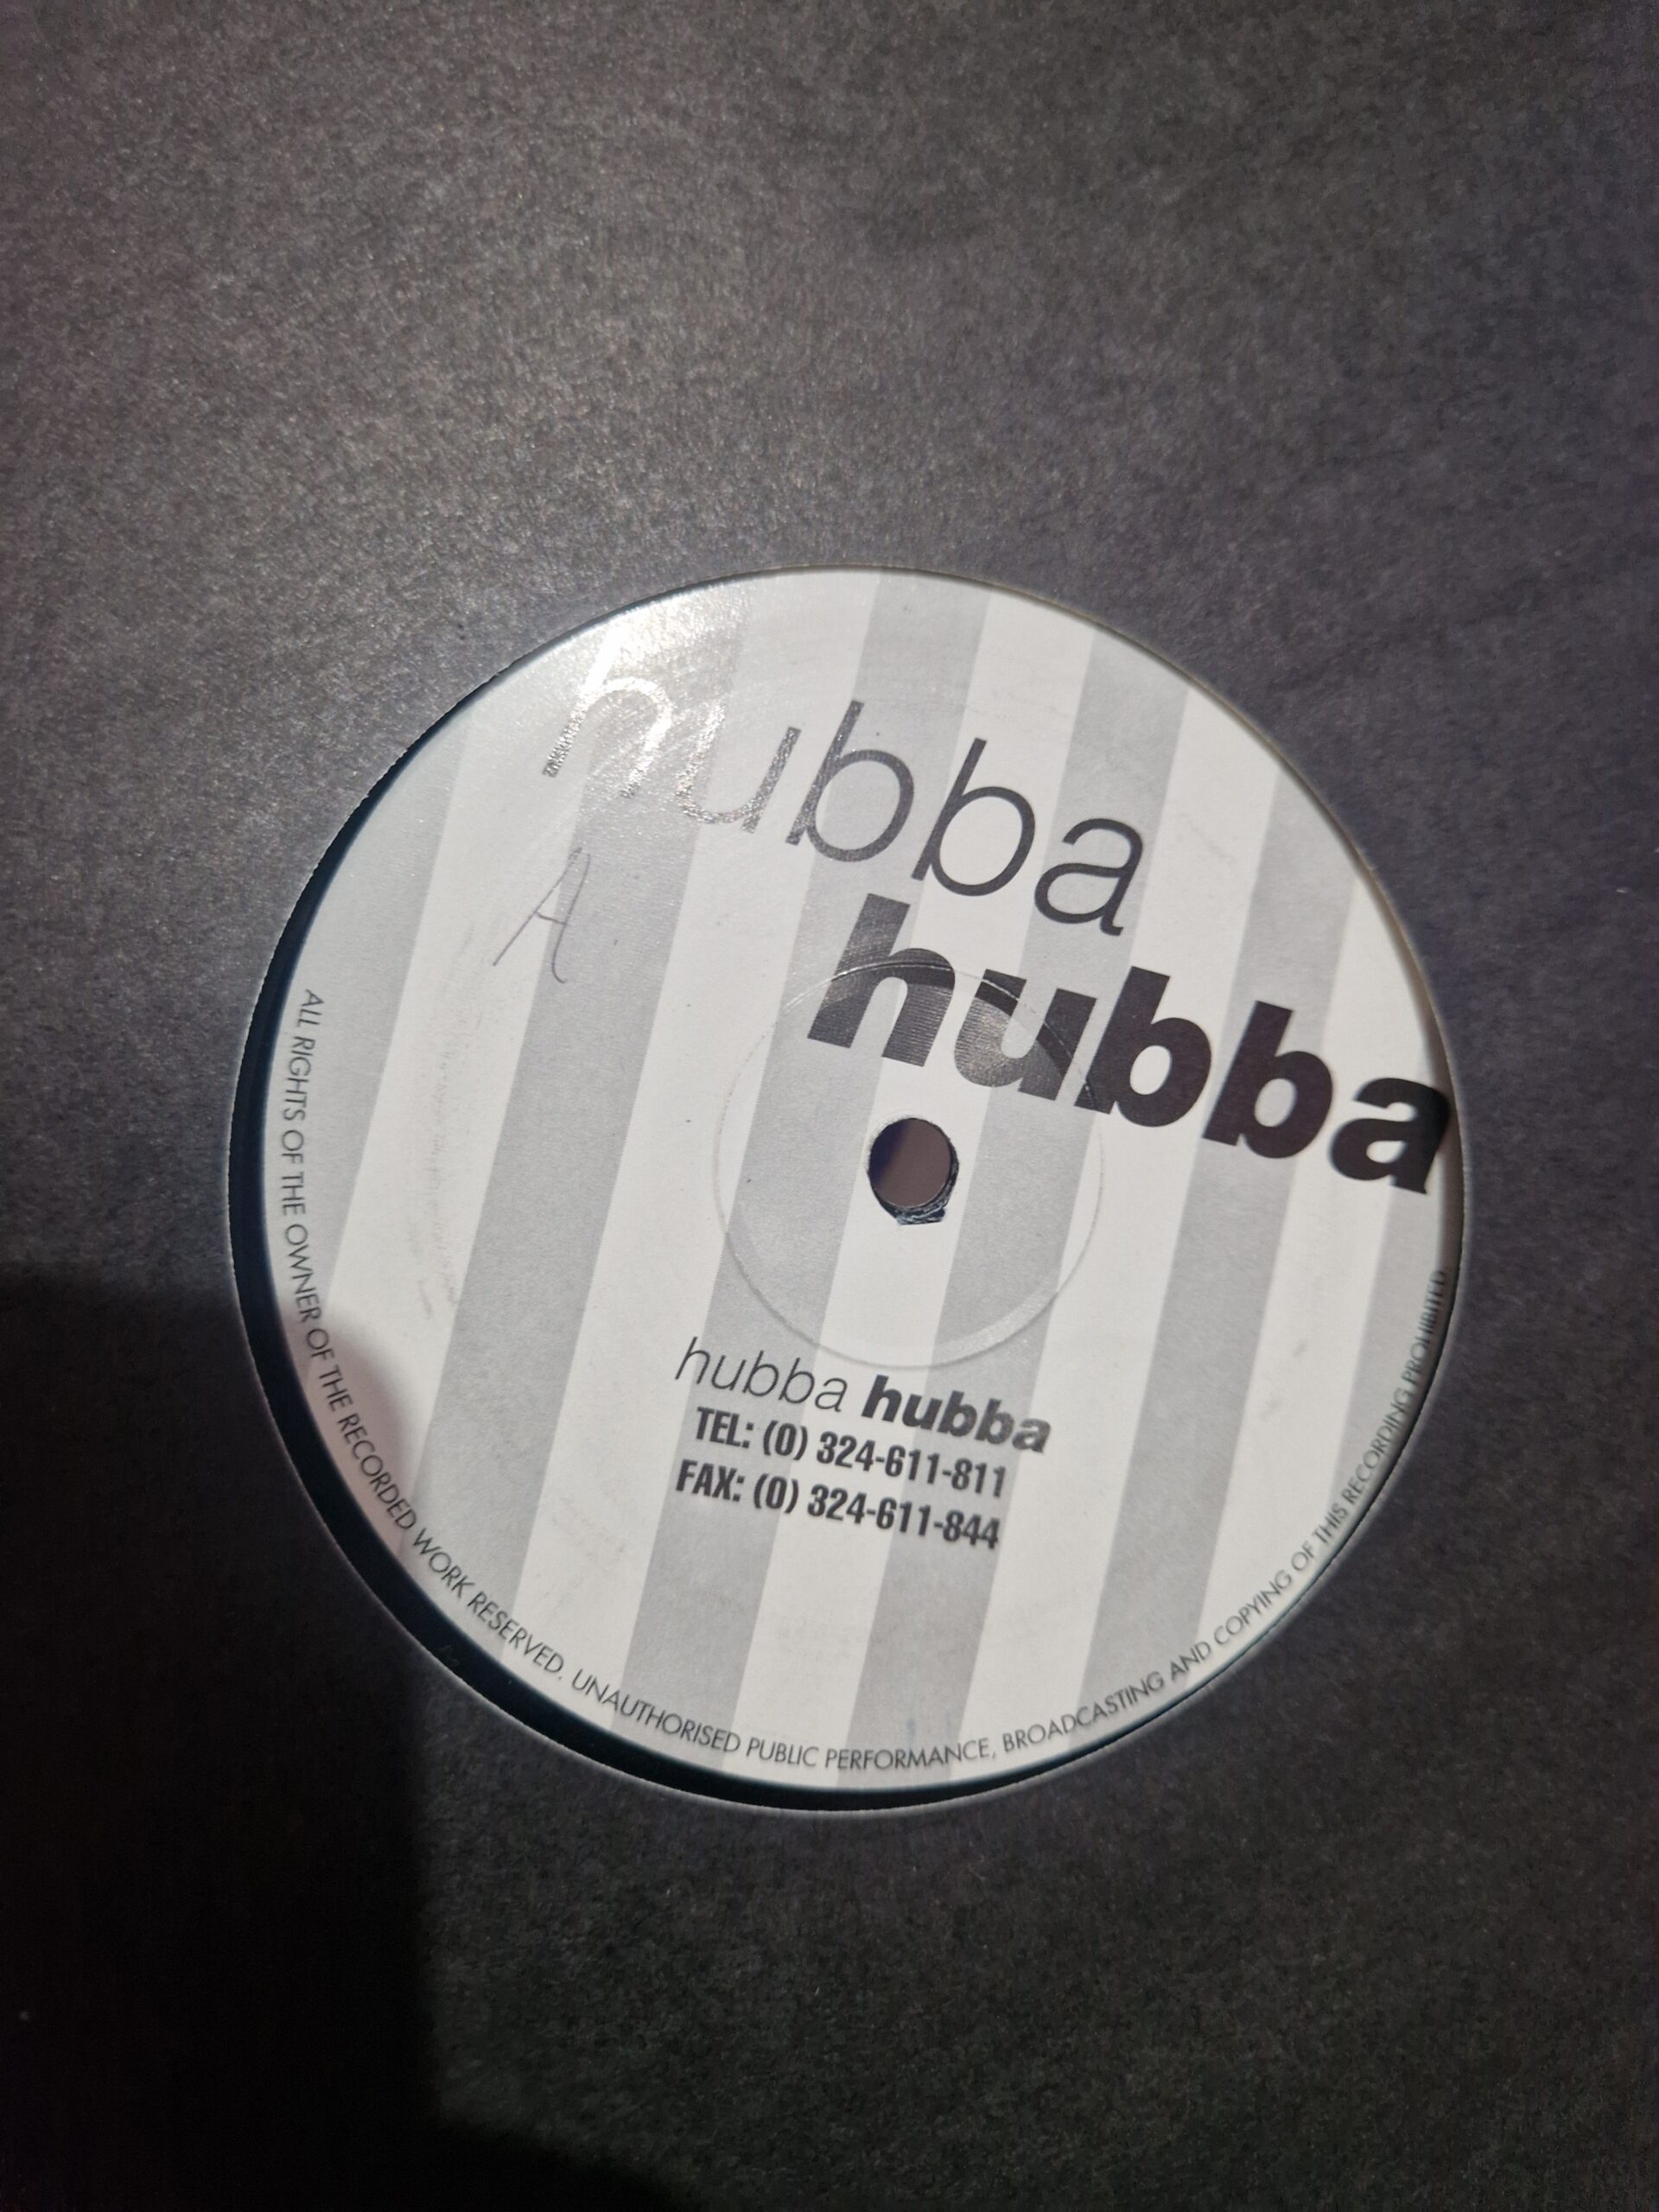 hubba
hubba
A
hubba hubba
TEL: (0) 324-611-811
FAX: (0) 324-611-844
ALL RIGHTS OF THE OWNER OF THE RECORDED WORK RESERVED. UNAUTHORISED PUBLIC PERFORMANCE, BROADCASTING AND COPYING OF THIS RECORDING PROHIBITED